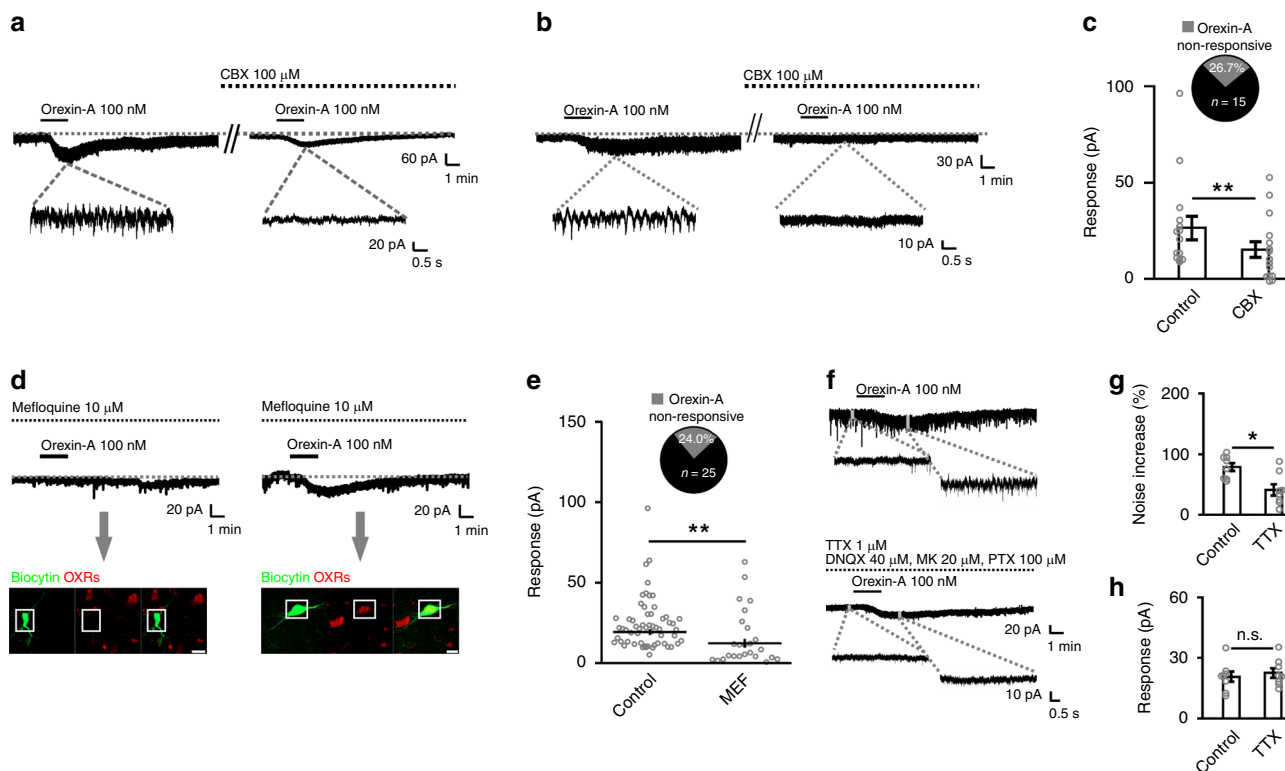 a
CBX 100 μM
Orexin-A 100 nM
Orexin-A 100 nM
60 pA
1 min
20 pA
0.5 s
b
CBX 100 μM
Orexin-A 100 nM
Orexin-A 100 nM
30 pA
1 min
10 pA
0.5 s
c
Orexin-A
non-responsive
26.7%
n = 15
100
50
0
Response (pA)
**
Control
CBX
d
Mefloquine 10 μM
Orexin-A 100 nM
20 pA
1 min
Biocytin OXRs
Mefloquine 10 μM
Orexin-A 100 nM
20 pA
1 min
Biocytin OXRs
e
Orexin-A
non-responsive
24.0%
n = 25
150
100
50
0
Response (pA)
**
Control
MEF
f
Orexin-A 100 nM
TTX 1 μM
DNQX 40 μM, MK 20 μM, PTX 100 μM
Orexin-A 100 nM
20 pA
1 min
10 pA
0.5 s
g
200
100
0
Noise increase (%)
*
Control
TTX
h
60
30
0
Response (pA)
n.s.
Control
TTX